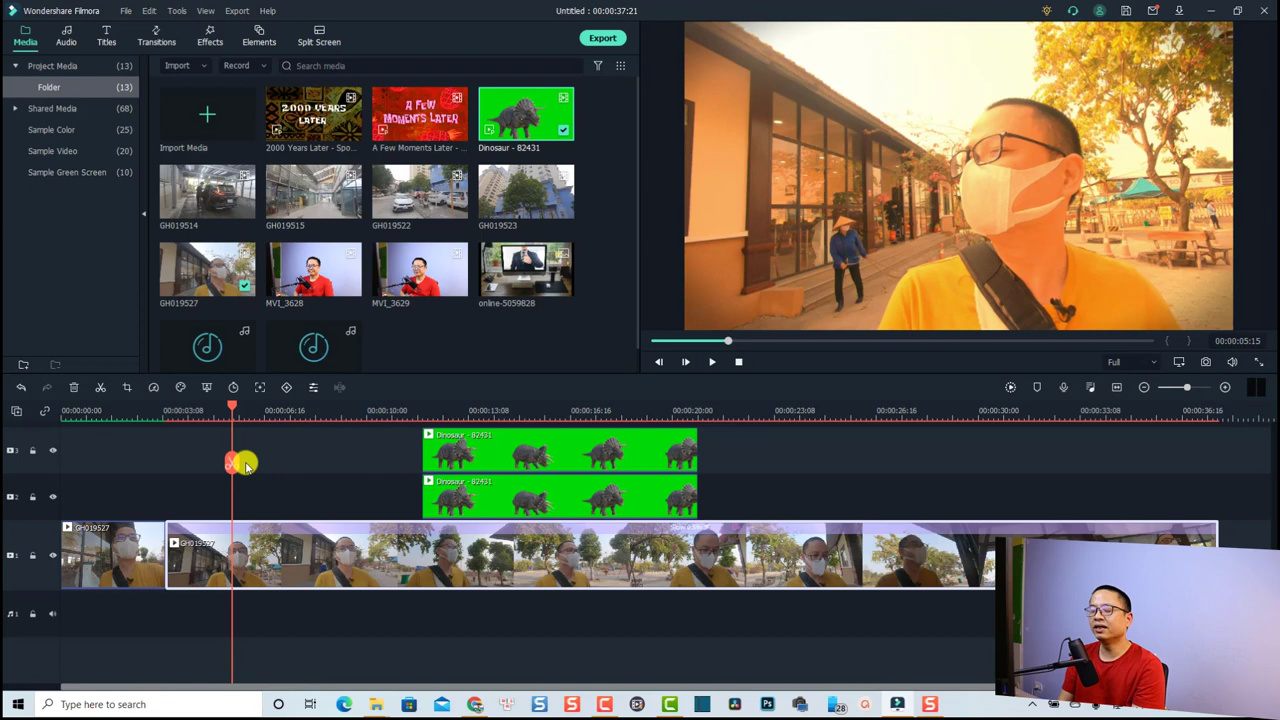 Wondershare Filmora File Edit Tools View Export Help Untitled : 00:00:37:21
Media Audio Titles Transitions Effects Elements Split Screen Export
Project Media (13)
Folder (13)
Shared Media (68)
Sample Color (25)
Sample Video (20)
Sample Green Screen (10)
Import Record Search media
2000 YEARS
LATER
A FEW
MOMENTS
LATER
Import Media 2000 Years Later - Spo... A Few Moments Later - ... Dinosaur - 82431
GH019514 GH019515 GH019522 GH019523
GH019527 MVI_3628 MVI_3629 online-5059828
00:00:05:15
Full
00:00:00:00 00:00:03:08 00:00:06:16 00:00:10:00 00:00:13:08 00:00:16:16 00:00:20:00 00:00:23:08 00:00:26:16 00:00:30:00 00:00:33:08 00:00:36:16
3 Dinosaur - 82431
2 Dinosaur - 82431
1 GH019527 GH019527
1
Type here to search 28